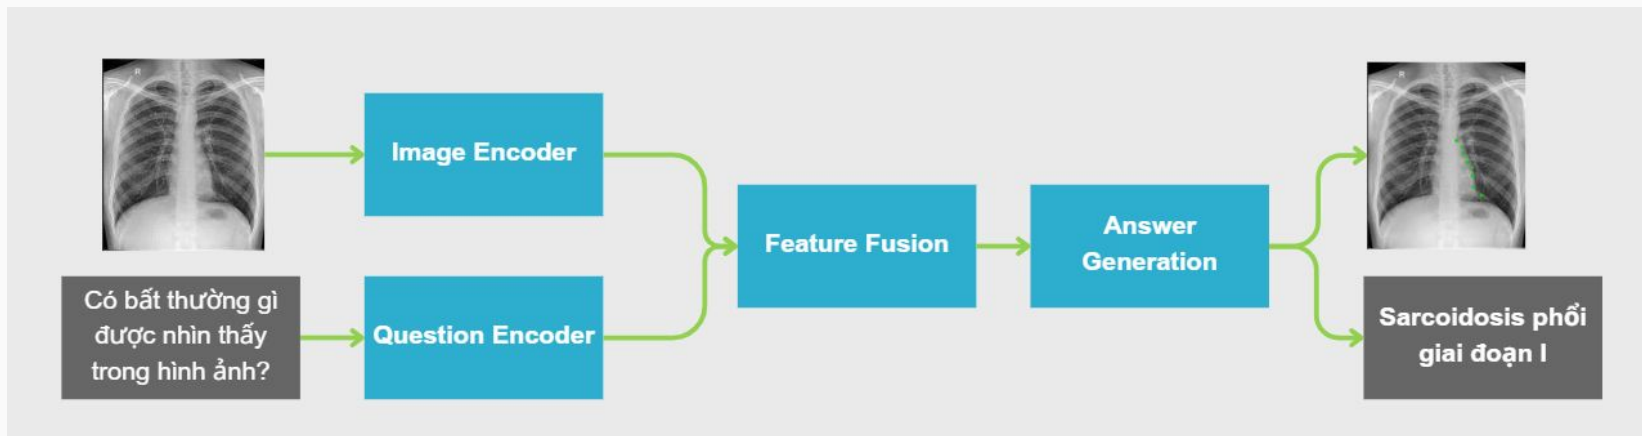 R
Image Encoder
Có bất thường gì
được nhìn thấy
trong hình ảnh?
Question Encoder
Feature Fusion
Answer
Generation
R
Sarcoidosis phổi
giai đoạn I